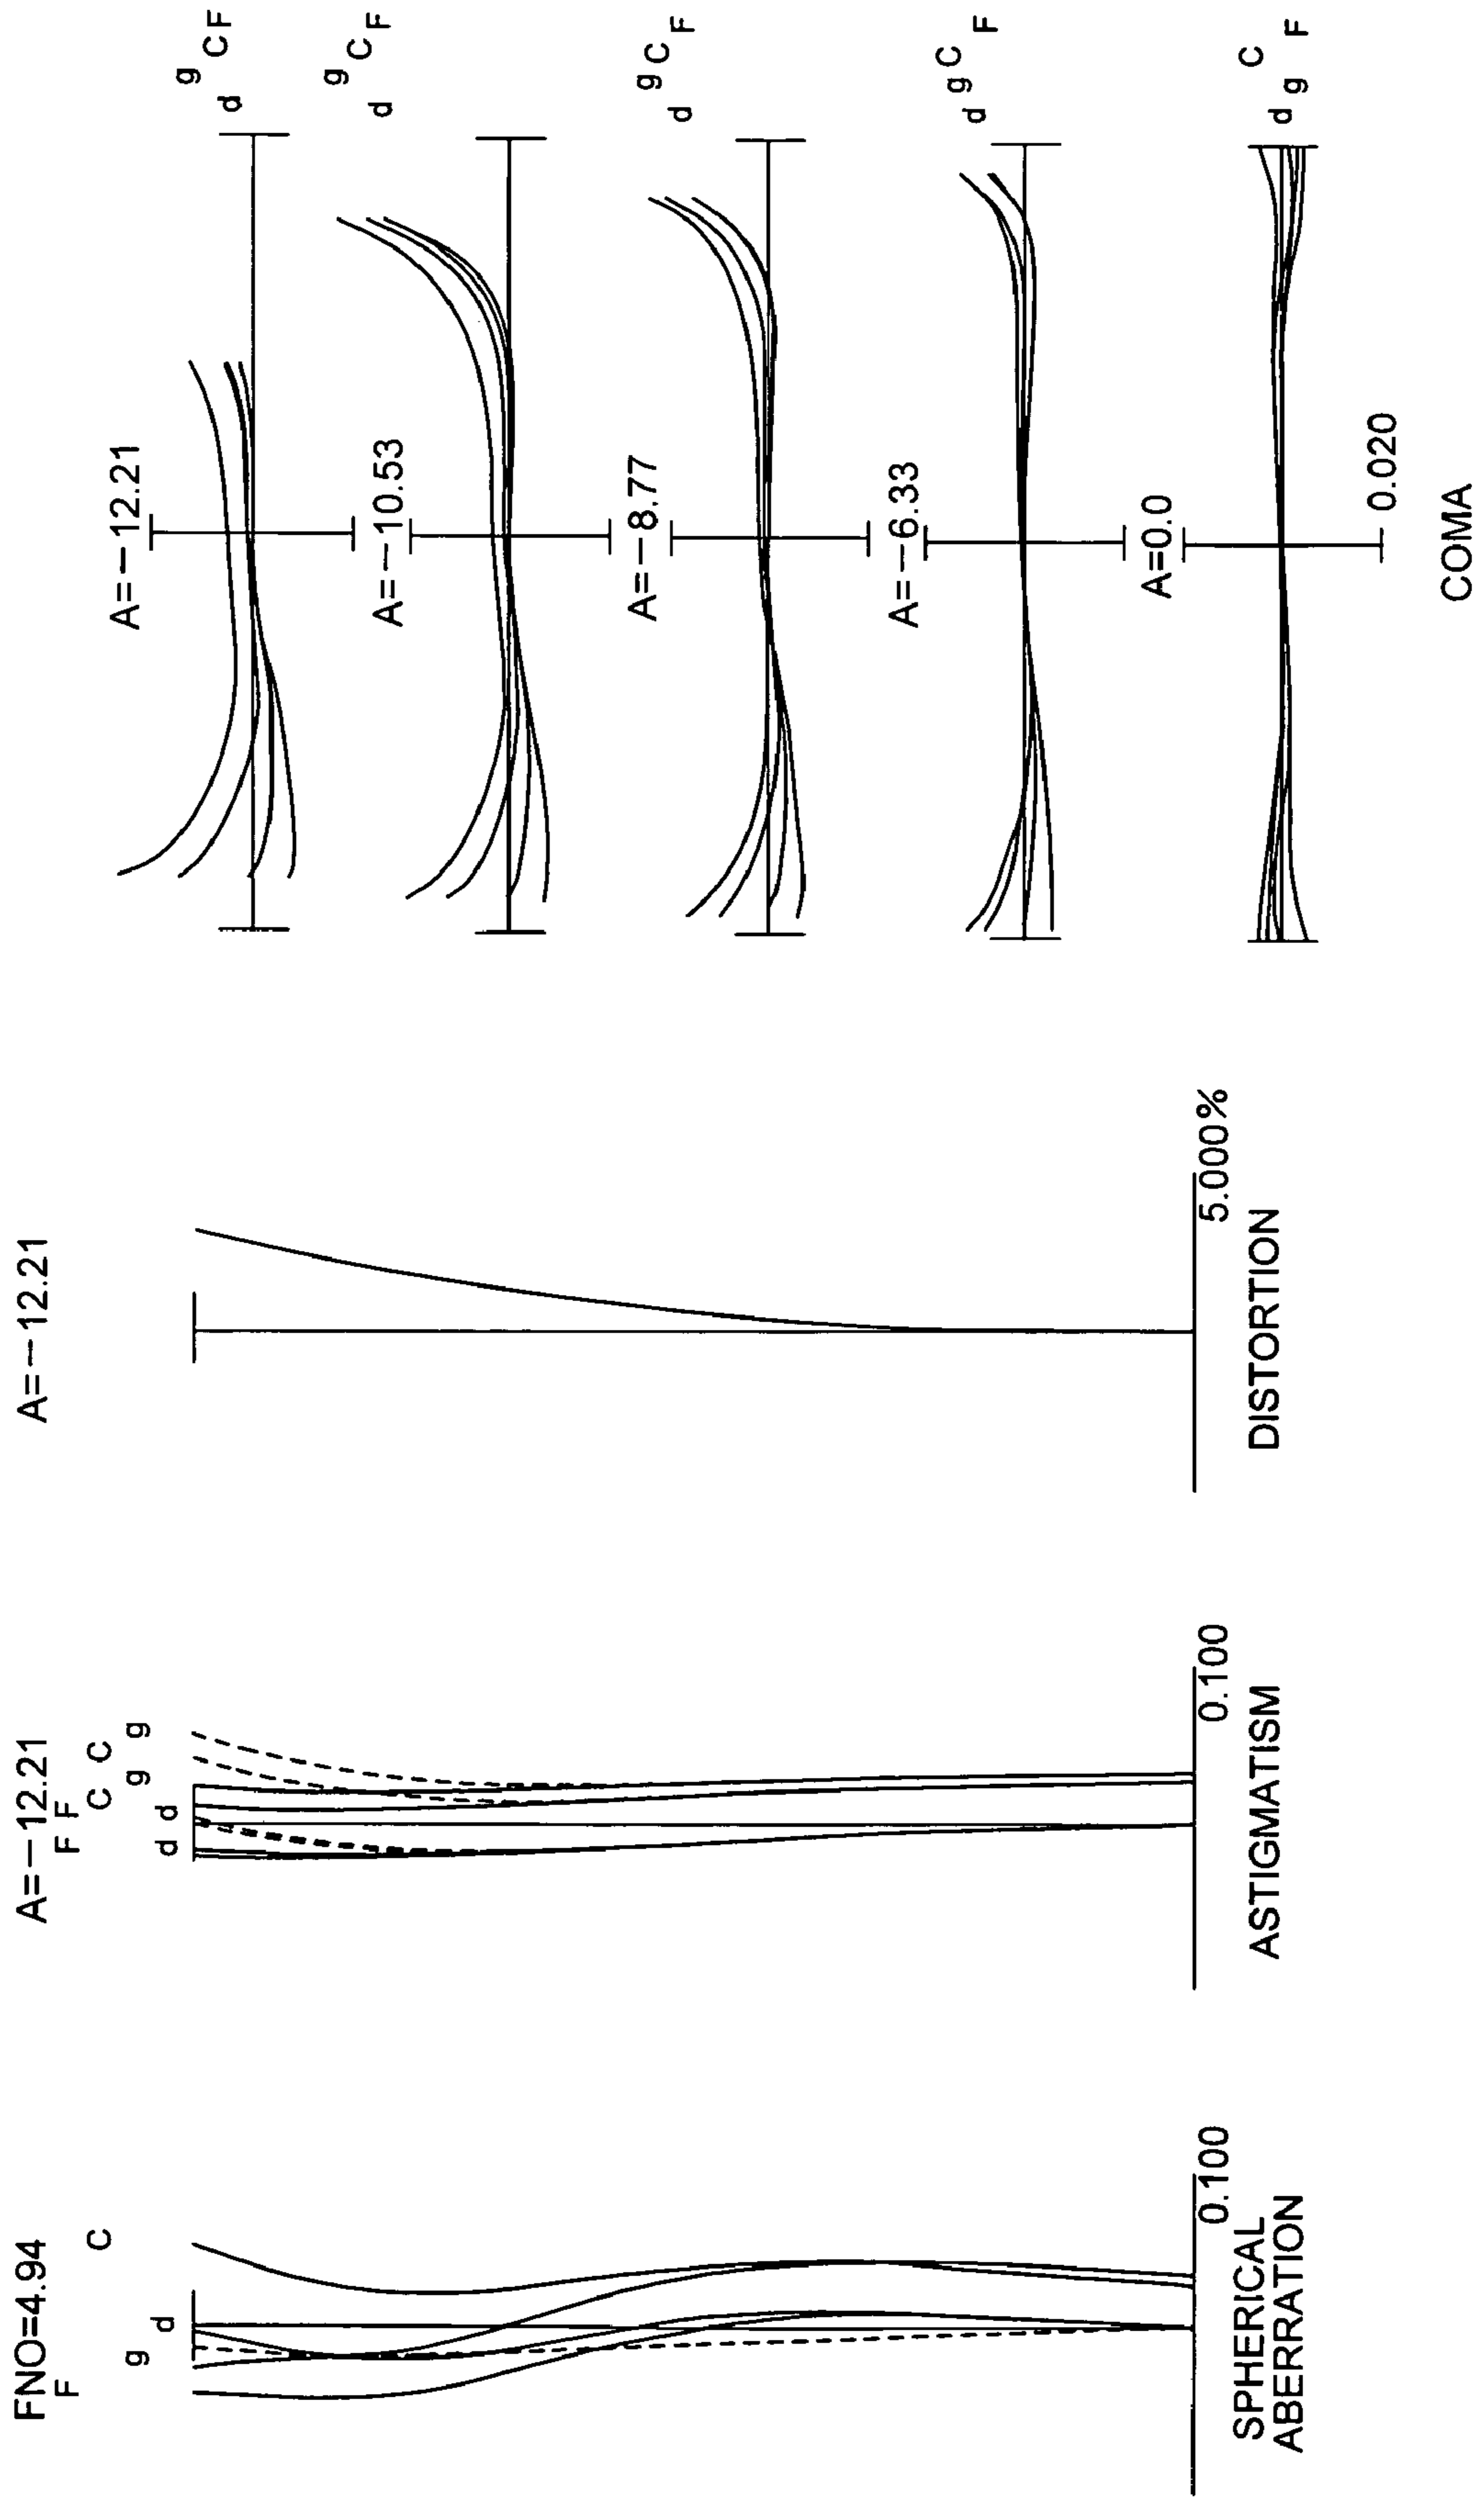 FNO=4.94
F
g
d
C
0.100
SPHERICAL
ABERRATION
A=−12.21
F F
C C
g g
d d
0.100
ASTIGMATISM
A=−12.21
5.000%
DISTORTION
A=−12.21
g
d
C F
A=−10.53
g
d
C F
A=−8.77
g
d
C
F
A=−6.33
d
g
C
F
A=0.0
C
d
g
F
0.020
COMA